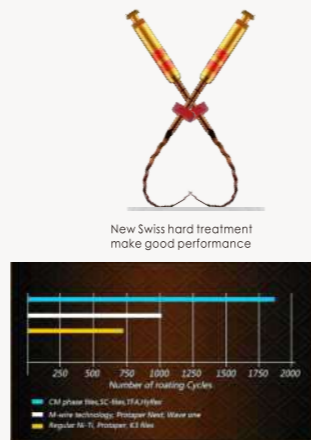 New Swiss hard treatment
make good performance
250 500 750 1000 1250 1500 1750 2000
Number of roating Cycles
CM phase files,SC-files,TFA,Hyflex
M-wire technology, Protaper Next, Wave one
Regular Ni-Ti, Protaper, K3 files